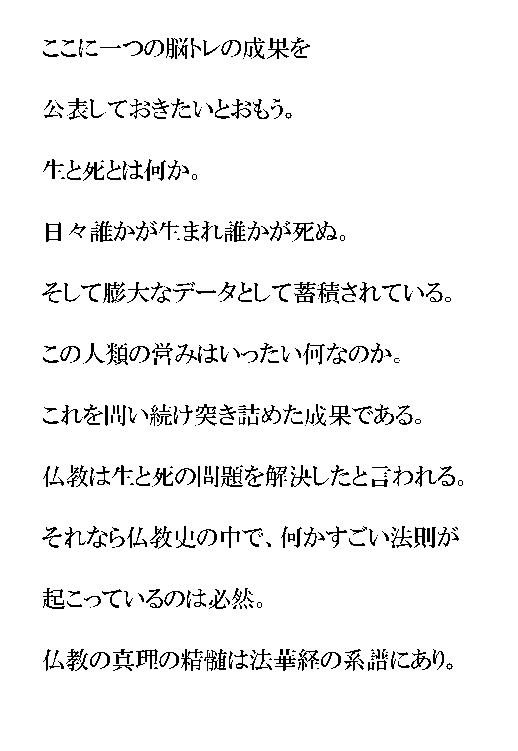 ここに一つの脳トレの成果を
公表しておきたいとおもう。
生と死とは何か。
日々誰かが生まれ誰かが死ぬ。
そして膨大なデータとして蓄積されている。
この人類の営みはいったい何なのか。
これを問い続け突き詰めた成果である。
仏教は生と死の問題を解決したと言われる。
それなら仏教史の中で、何かすごい法則が
起こっているのは必然。
仏教の真理の精髄は法華経の系譜にあり。